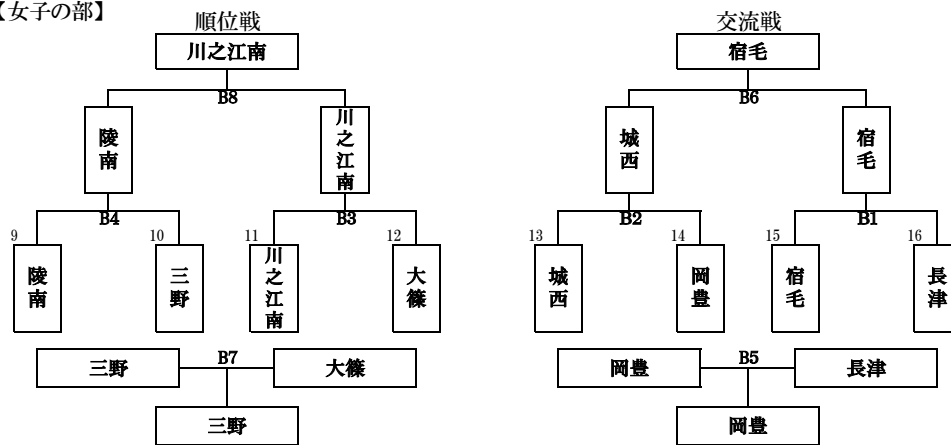 【女子の部】
順位戦
川之江南
B8
陵南
川之江南
B4
B3
9
10
11
12
陵南
三野
川之江南
大篠
三野
B7
大篠
三野
交流戦
宿毛
B6
城西
宿毛
B2
B1
13
14
15
16
城西
岡豊
宿毛
長津
岡豊
B5
長津
岡豊